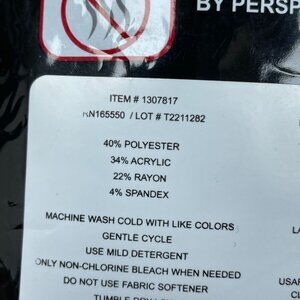 BY PERSP
ITEM # 1307817
RN165550 / LOT # T2211282
40% POLYESTER
34% ACRYLIC
22% RAYON
4% SPANDEX
MACHINE WASH COLD WITH LIKE COLORS
GENTLE CYCLE
USE MILD DETERGENT
ONLY NON-CHLORINE BLEACH WHEN NEEDED
DO NOT USE FABRIC SOFTENER